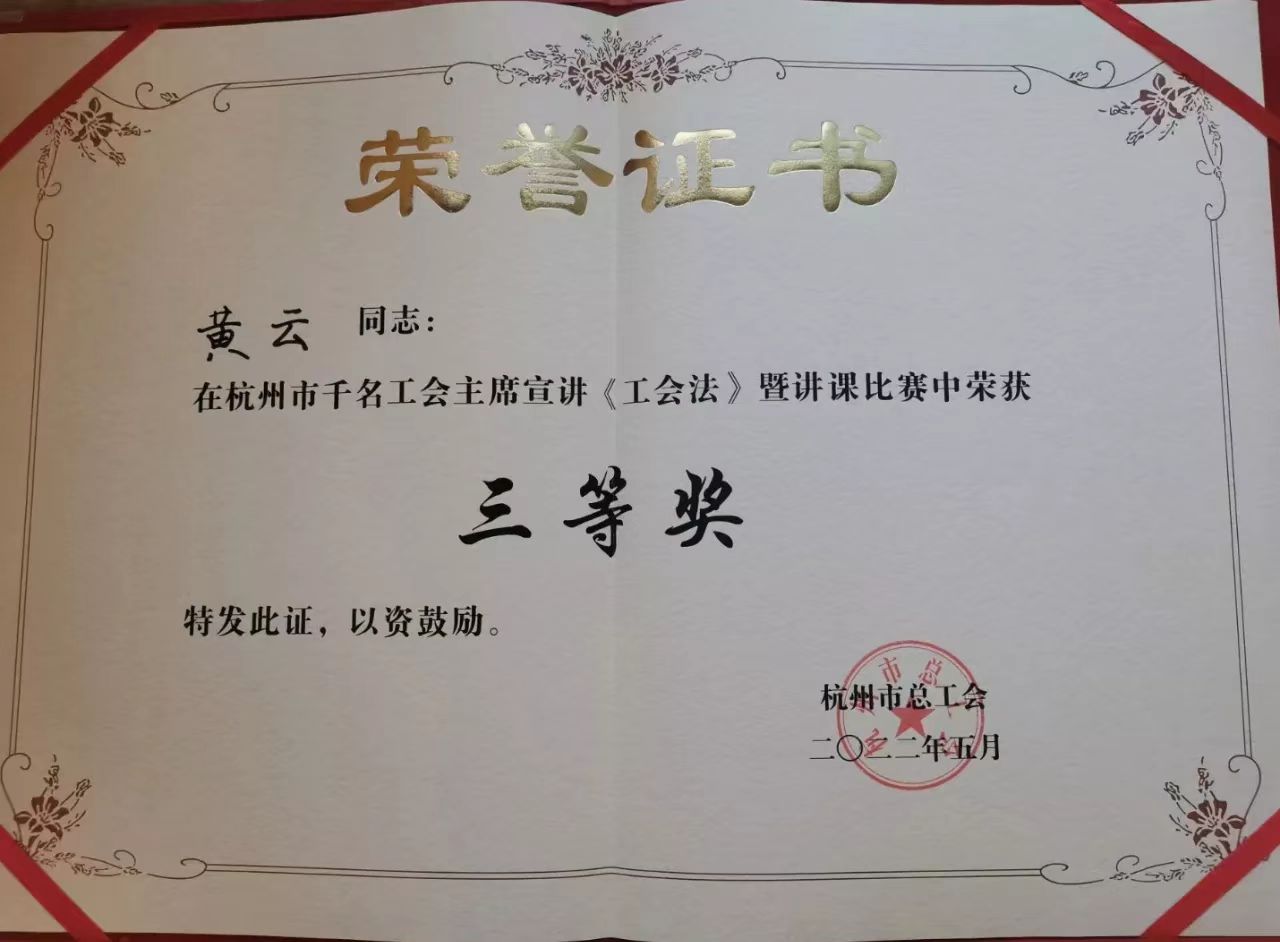 荣誉证书
黄云 同志：
在杭州市千名工会主席宣讲《工会法》暨讲课比赛中荣获
三等奖
特发此证，以资鼓励。
杭州市总工会
二〇二二年五月